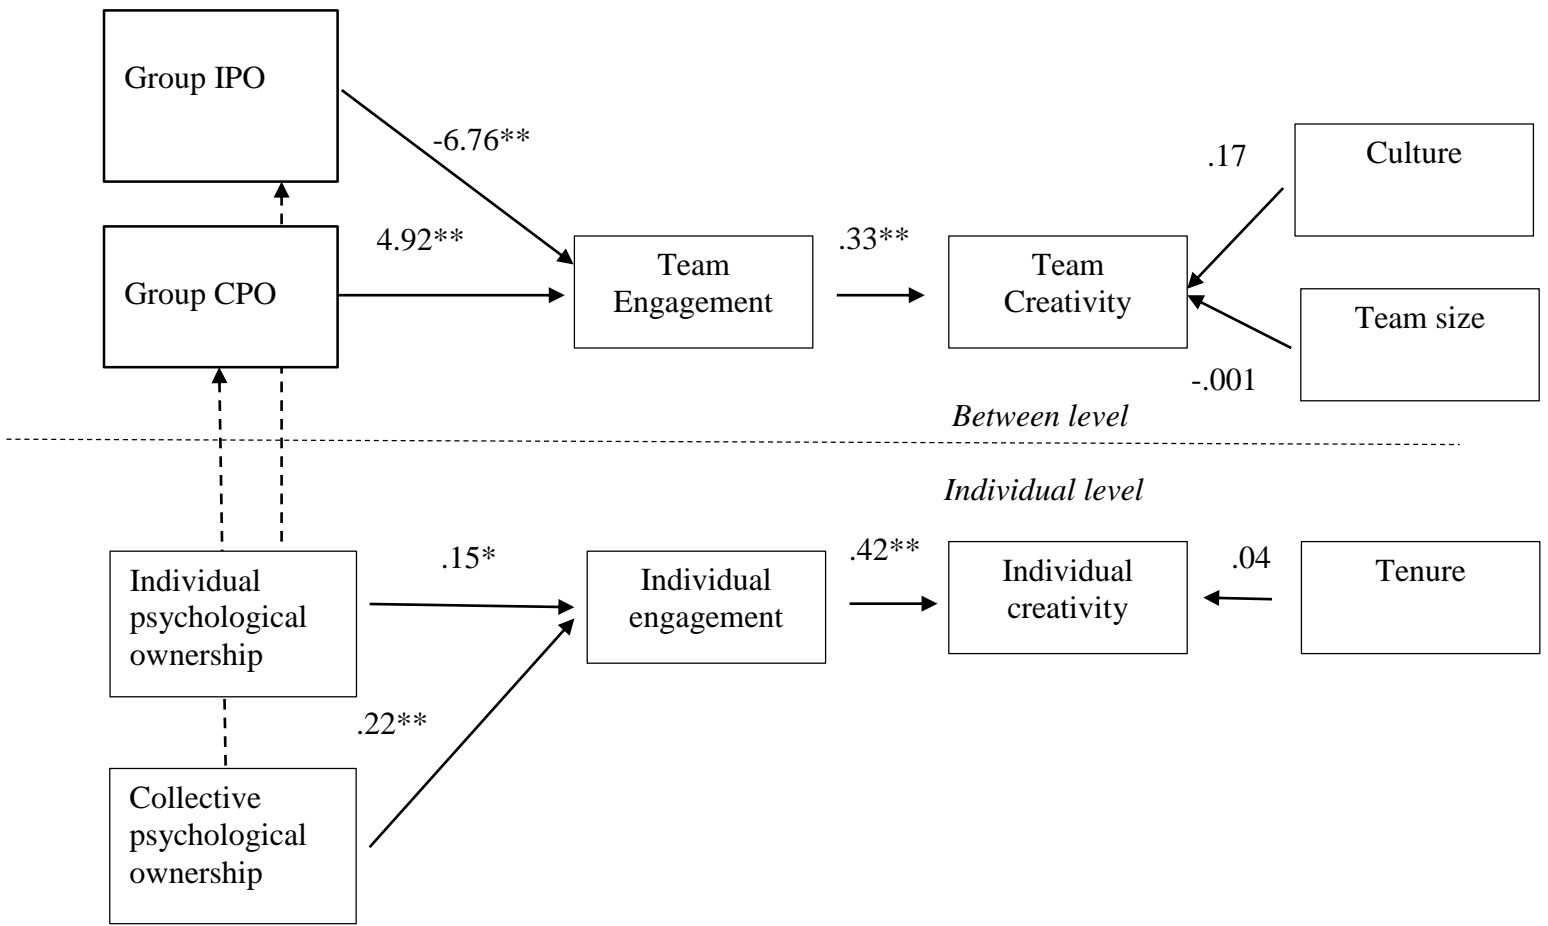 Group IPO
-6.76**
Culture
.17
Group CPO
4.92**
Team
Engagement
.33**
Team
Creativity
Team size
-.001
Between level
Individual level
Individual
psychological
ownership
.15*
Individual
engagement
.42**
Individual
creativity
.04
Tenure
.22**
Collective
psychological
ownership